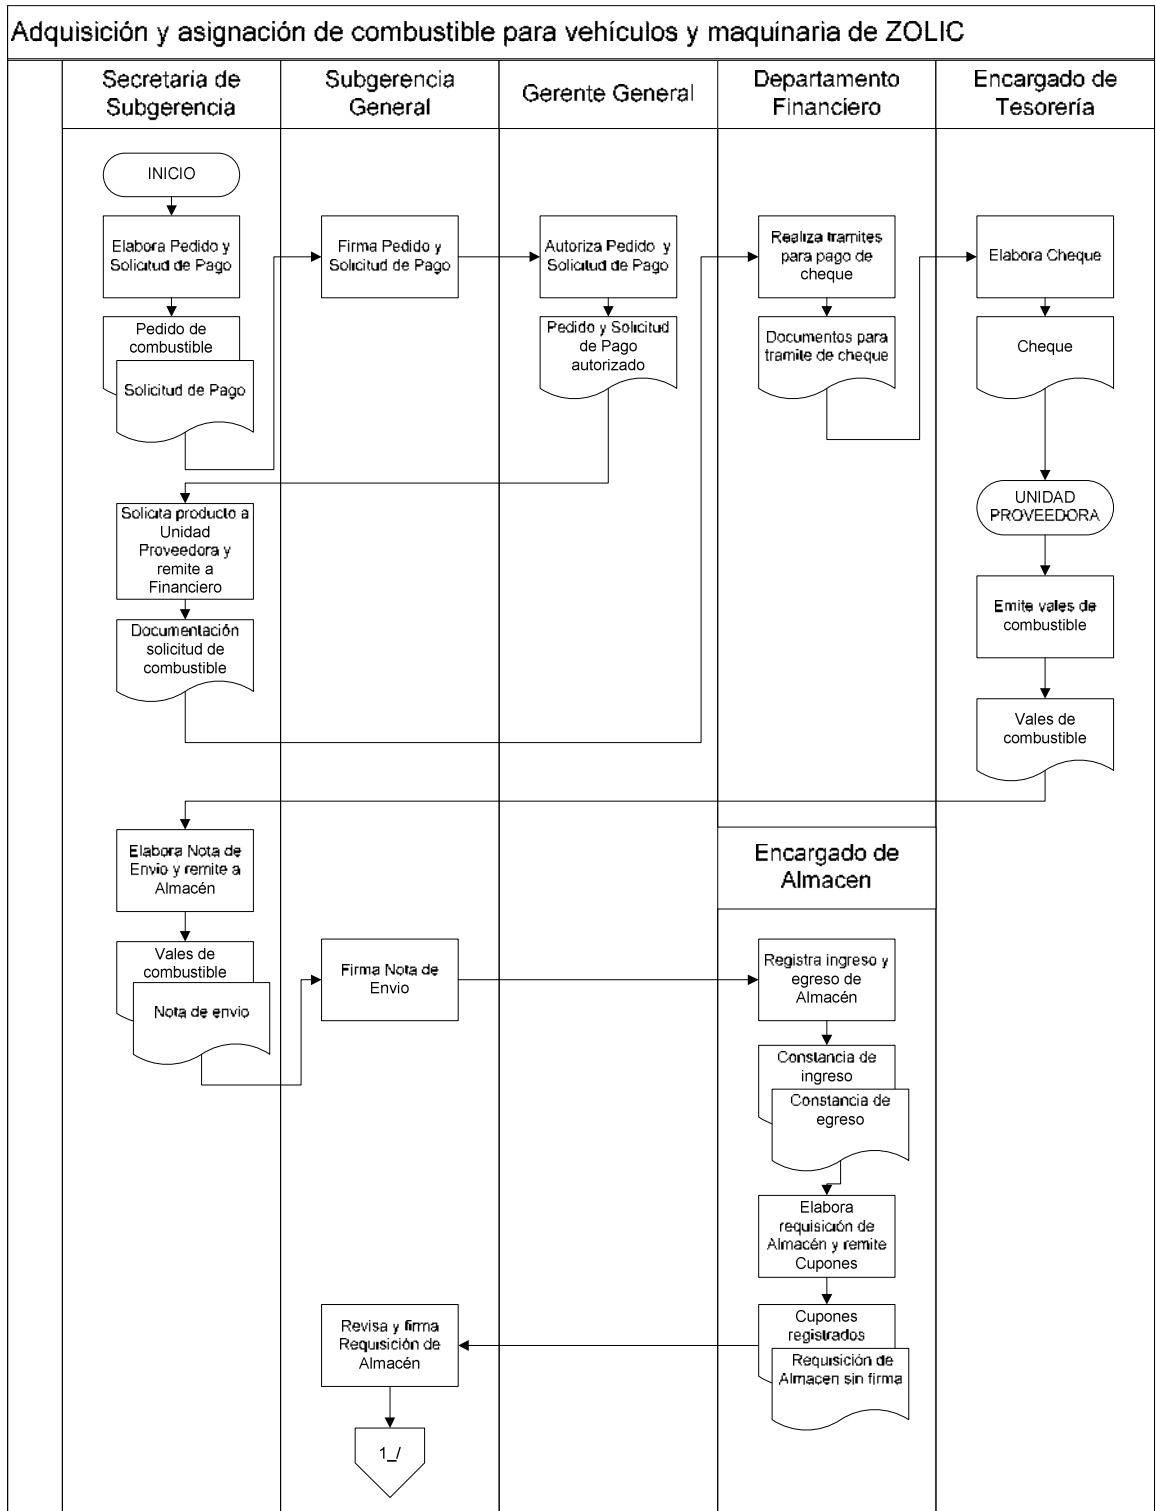 Adquisición y asignación de combustible para vehículos y maquinaria de ZOLIC
Secretaria de
Subgerencia
Subgerencia
General
Gerente General
Departamento
Financiero
Encargado de
Tesorería
INICIO
Elabora Pedido y
Solicitud de Pago
Firma Pedido y
Solicitud de Pago
Autoriza Pedido y
Solicitud de Pago
Realiza tramites
para pago de
cheque
Elabora Cheque
Pedido de
combustible
Solicitud de Pago
Pedido y Solicitud
de Pago
autorizado
Documentos para
tramite de cheque
Cheque
Solicita producto a
Unidad
Proveedora y
remite a
Financiero
UNIDAD
PROVEEDORA
Documentación
solicitud de
combustible
Emite vales de
combustible
Vales de
combustible
Elabora Nota de
Envio y remite a
Almacén
Encargado de
Almacen
Vales de
combustible
Nota de envio
Firma Nota de
Envio
Registra ingreso y
egreso de
Almacén
Constancia de
ingreso
Constancia de
egreso
Elabora
requisición de
Almacén y remite
Cupones
Revisa y firma
Requisición de
Almacén
Cupones
registrados
Requisición de
Almacen sin firma
1_/